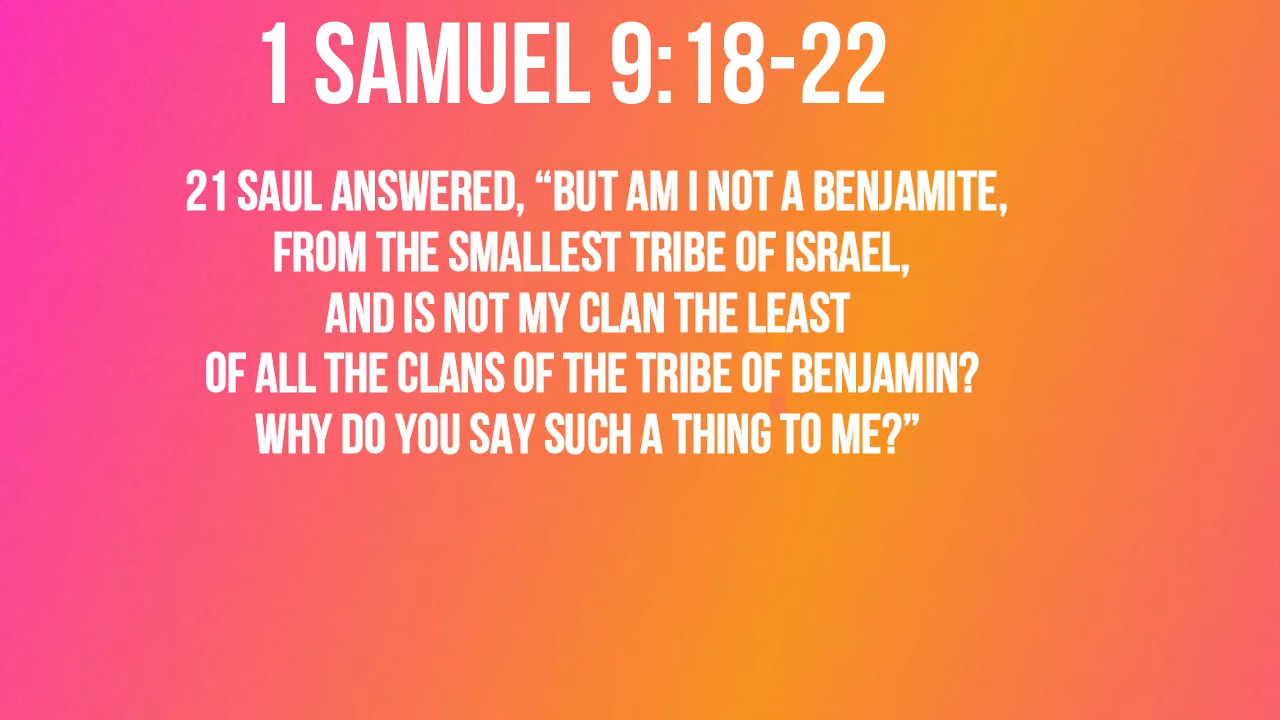 1 SAMUEL 9:18-22
21 SAUL ANSWERED, “BUT AM I NOT A BENJAMITE,
FROM THE SMALLEST TRIBE OF ISRAEL,
AND IS NOT MY CLAN THE LEAST
OF ALL THE CLANS OF THE TRIBE OF BENJAMIN?
WHY DO YOU SAY SUCH A THING TO ME?”